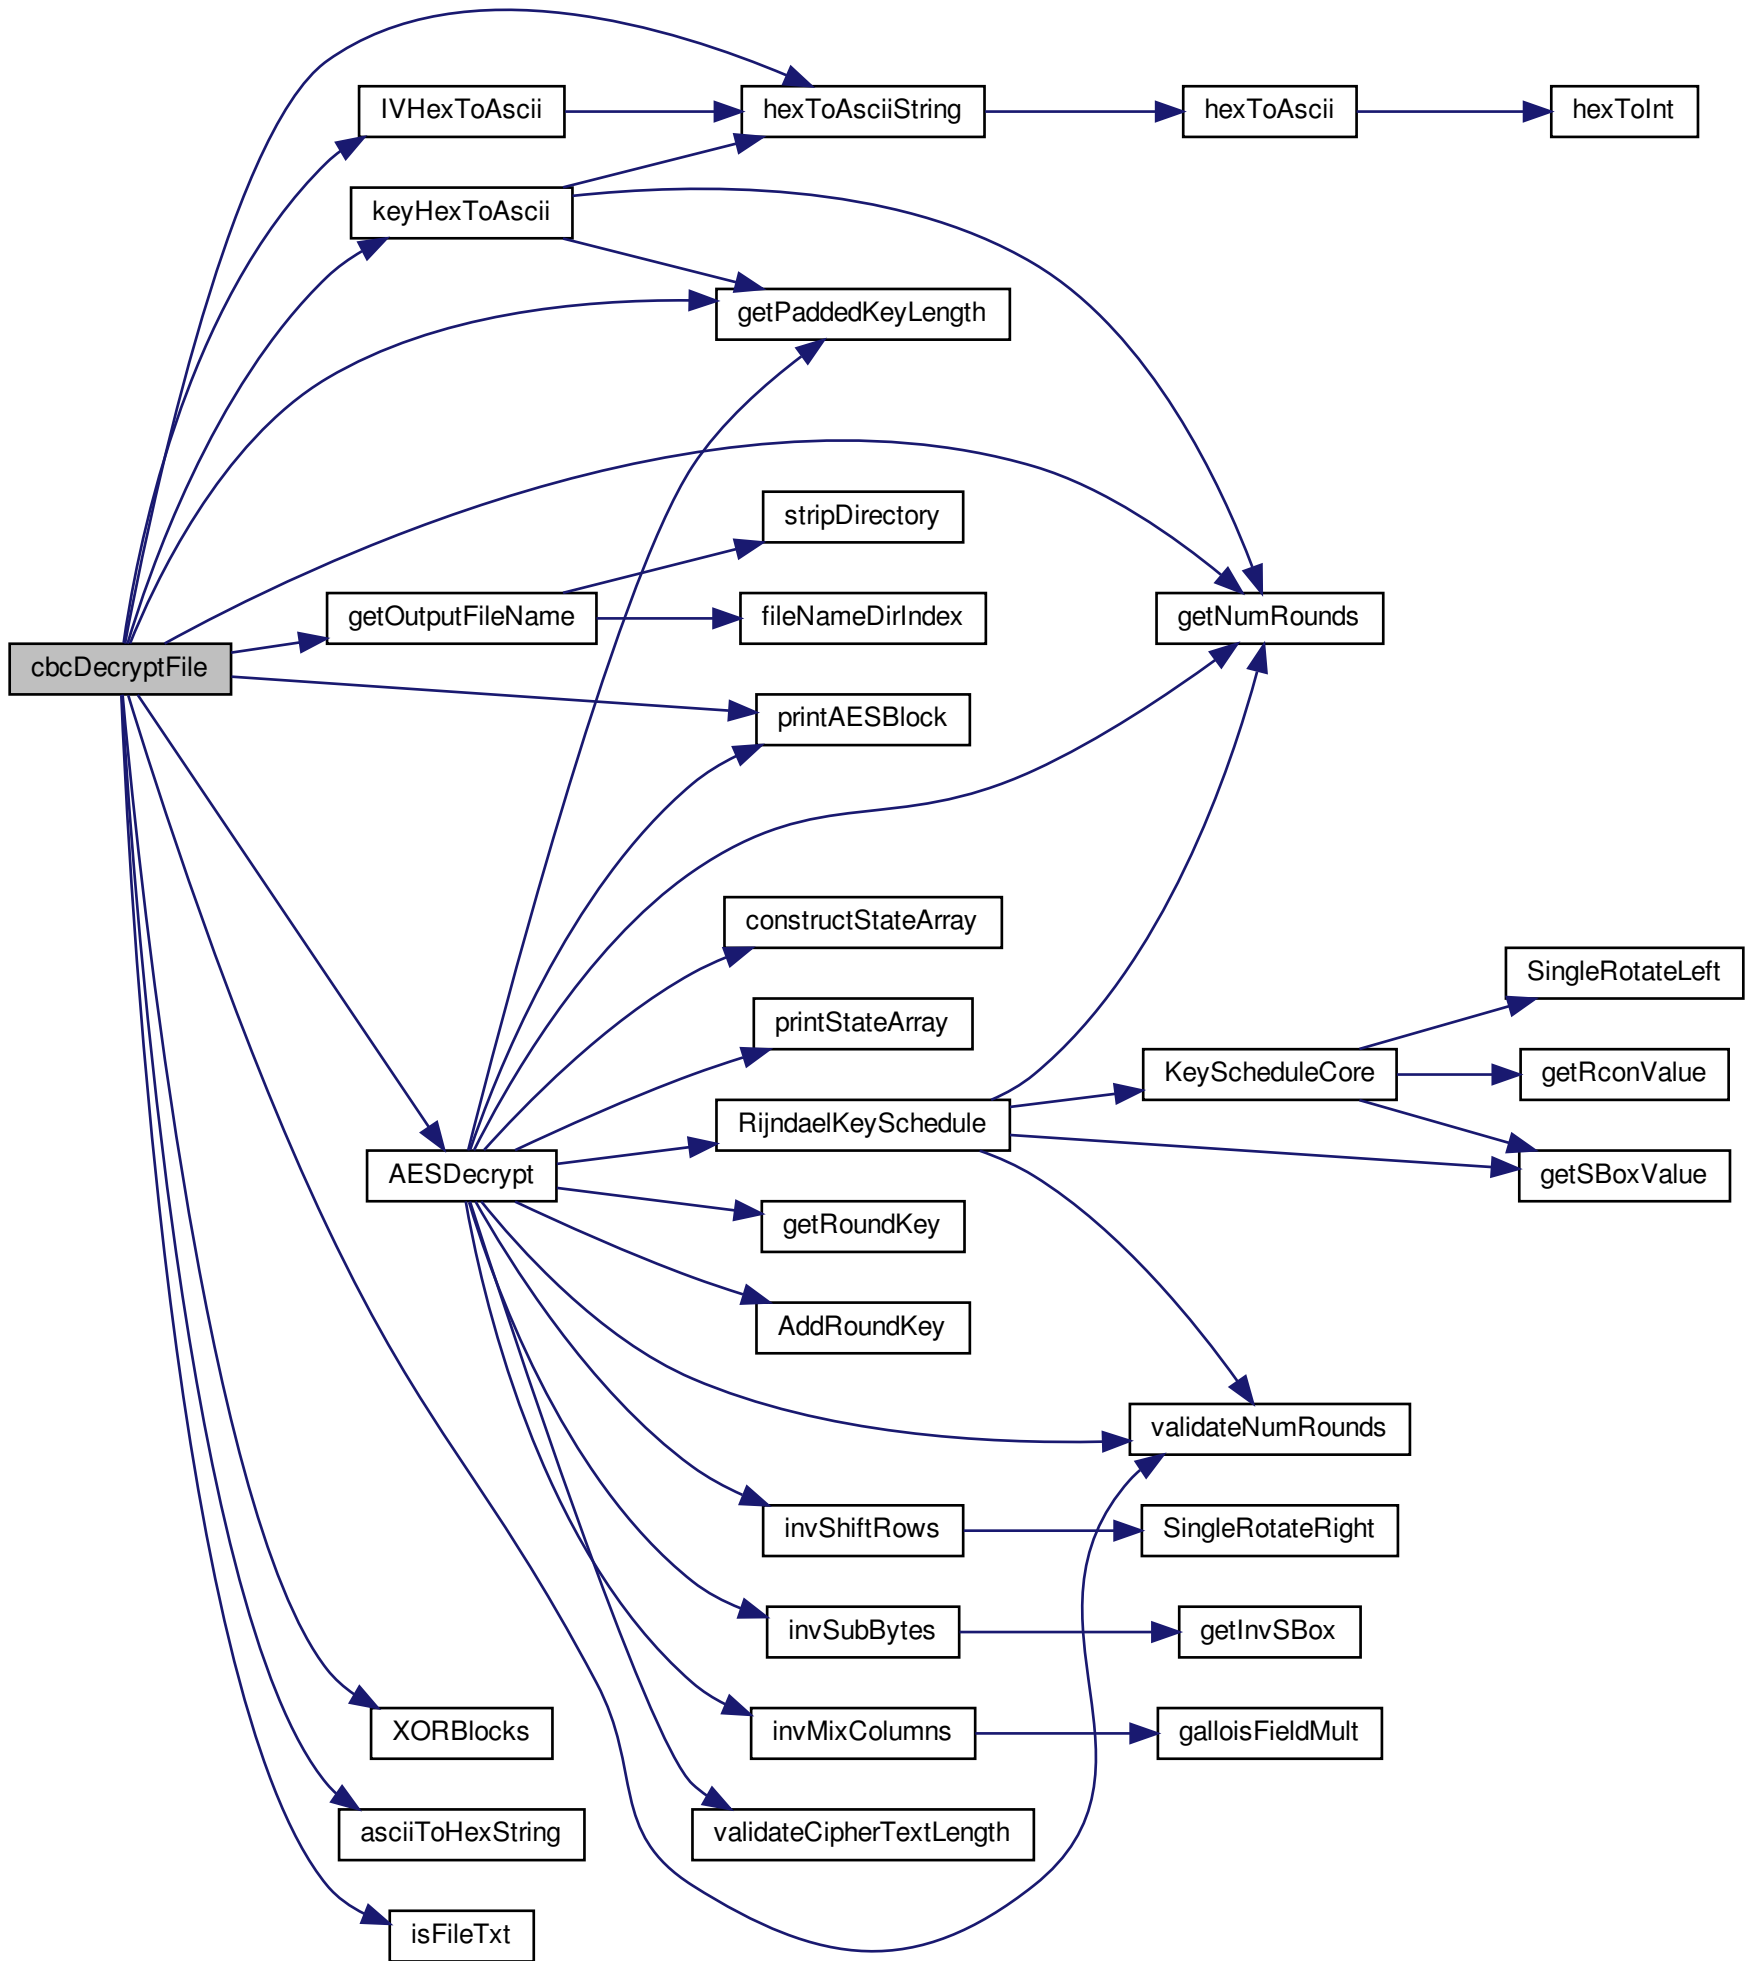 IVHexToAscii
hexToAsciiString
hexToAscii
hexToInt
keyHexToAscii
getPaddedKeyLength
stripDirectory
getOutputFileName
fileNameDirIndex
getNumRounds
cbcDecryptFile
printAESBlock
constructStateArray
SingleRotateLeft
printStateArray
KeyScheduleCore
getRconValue
RijndaelKeySchedule
AESDecrypt
getSBoxValue
getRoundKey
AddRoundKey
validateNumRounds
invShiftRows
SingleRotateRight
invSubBytes
getInvSBox
XORBlocks
invMixColumns
galloisFieldMult
asciiToHexString
validateCipherTextLength
isFileTxt